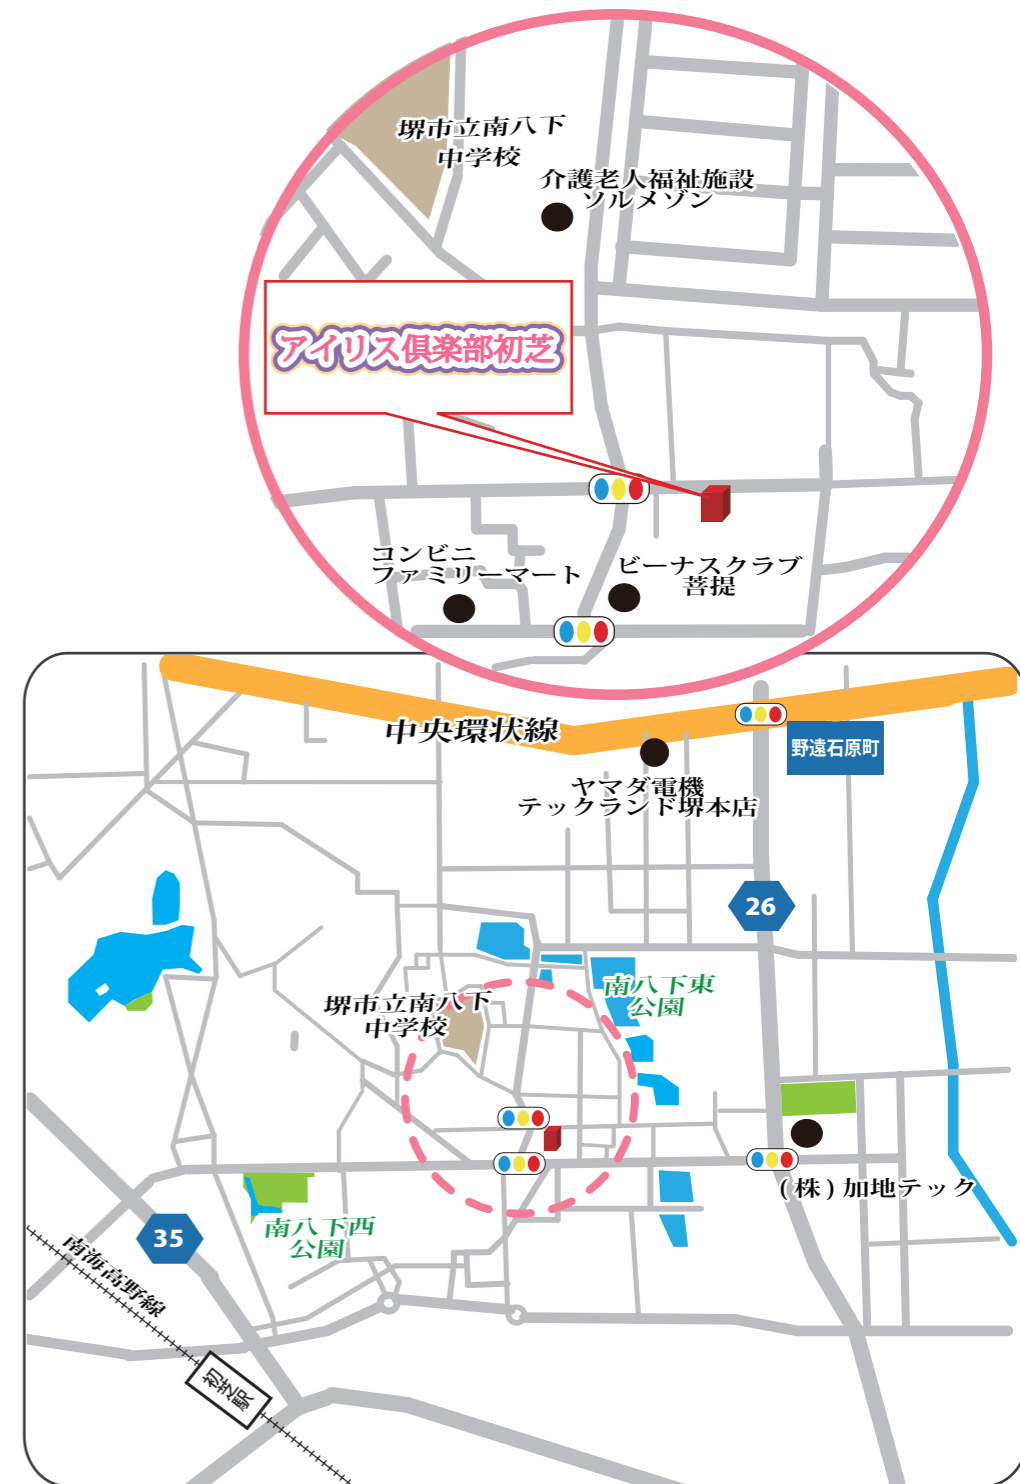 堺市立南八下
中学校
介護老人福祉施設
ソルメゾン
アイリス倶楽部初芝
コンビニ
ファミリーマート
ビーナスクラブ
菩提
中央環状線
野遠石原町
ヤマダ電機
テックランド堺本店
26
南八下東
公園
堺市立南八下
中学校
(株)加地テック
南八下西
公園
35
南海高野線
初芝駅